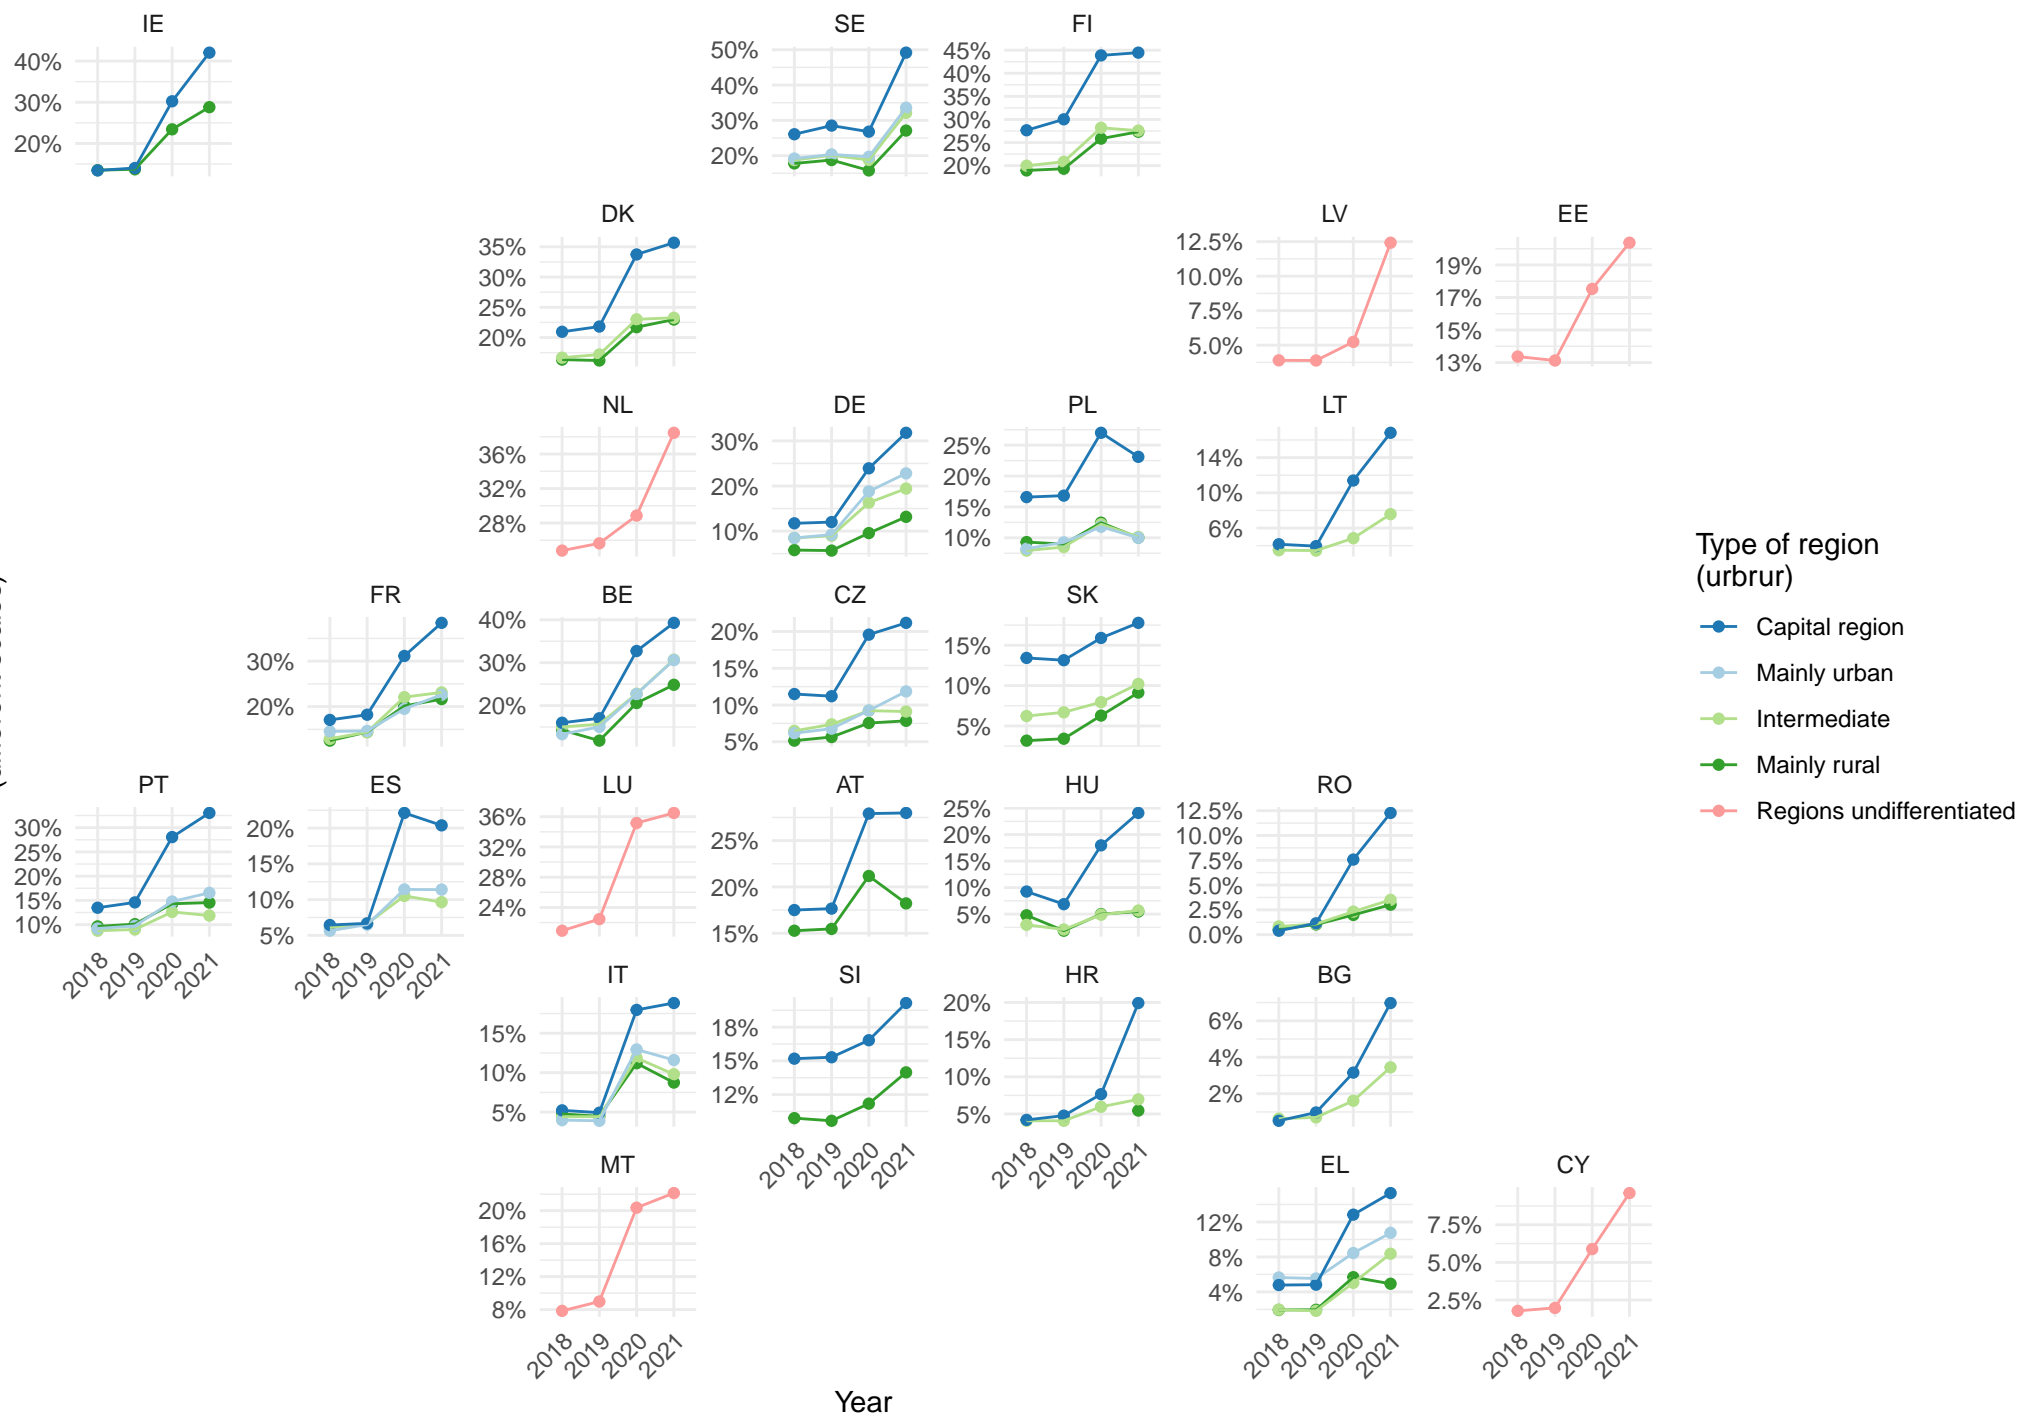 IE
SE
FI
40%
30%
20%
50%
40%
30%
20%
45%
40%
35%
30%
25%
20%
DK
LV
EE
35%
30%
25%
20%
12.5%
10.0%
7.5%
5.0%
19%
17%
15%
13%
NL
DE
PL
LT
36%
32%
28%
30%
20%
10%
25%
20%
15%
10%
14%
10%
6%
FR
BE
CZ
SK
30%
20%
40%
30%
20%
20%
15%
10%
5%
15%
10%
5%
PT
ES
LU
AT
HU
RO
30%
25%
20%
15%
10%
20%
15%
10%
5%
36%
32%
28%
24%
25%
20%
15%
25%
20%
15%
10%
5%
12.5%
10.0%
7.5%
5.0%
2.5%
0.0%
2018 2019 2020 2021
2018 2019 2020 2021
IT
SI
HR
BG
15%
10%
5%
18%
15%
12%
20%
15%
10%
5%
6%
4%
2%
2018 2019 2020 2021
2018 2019 2020 2021
MT
EL
CY
20%
16%
12%
8%
12%
8%
4%
7.5%
5.0%
2.5%
2018 2019 2020 2021
2018 2019 2020 2021
2018 2019 2020 2021
Year
Type of region
(urbrur)
Capital region
Mainly urban
Intermediate
Mainly rural
Regions undifferentiated